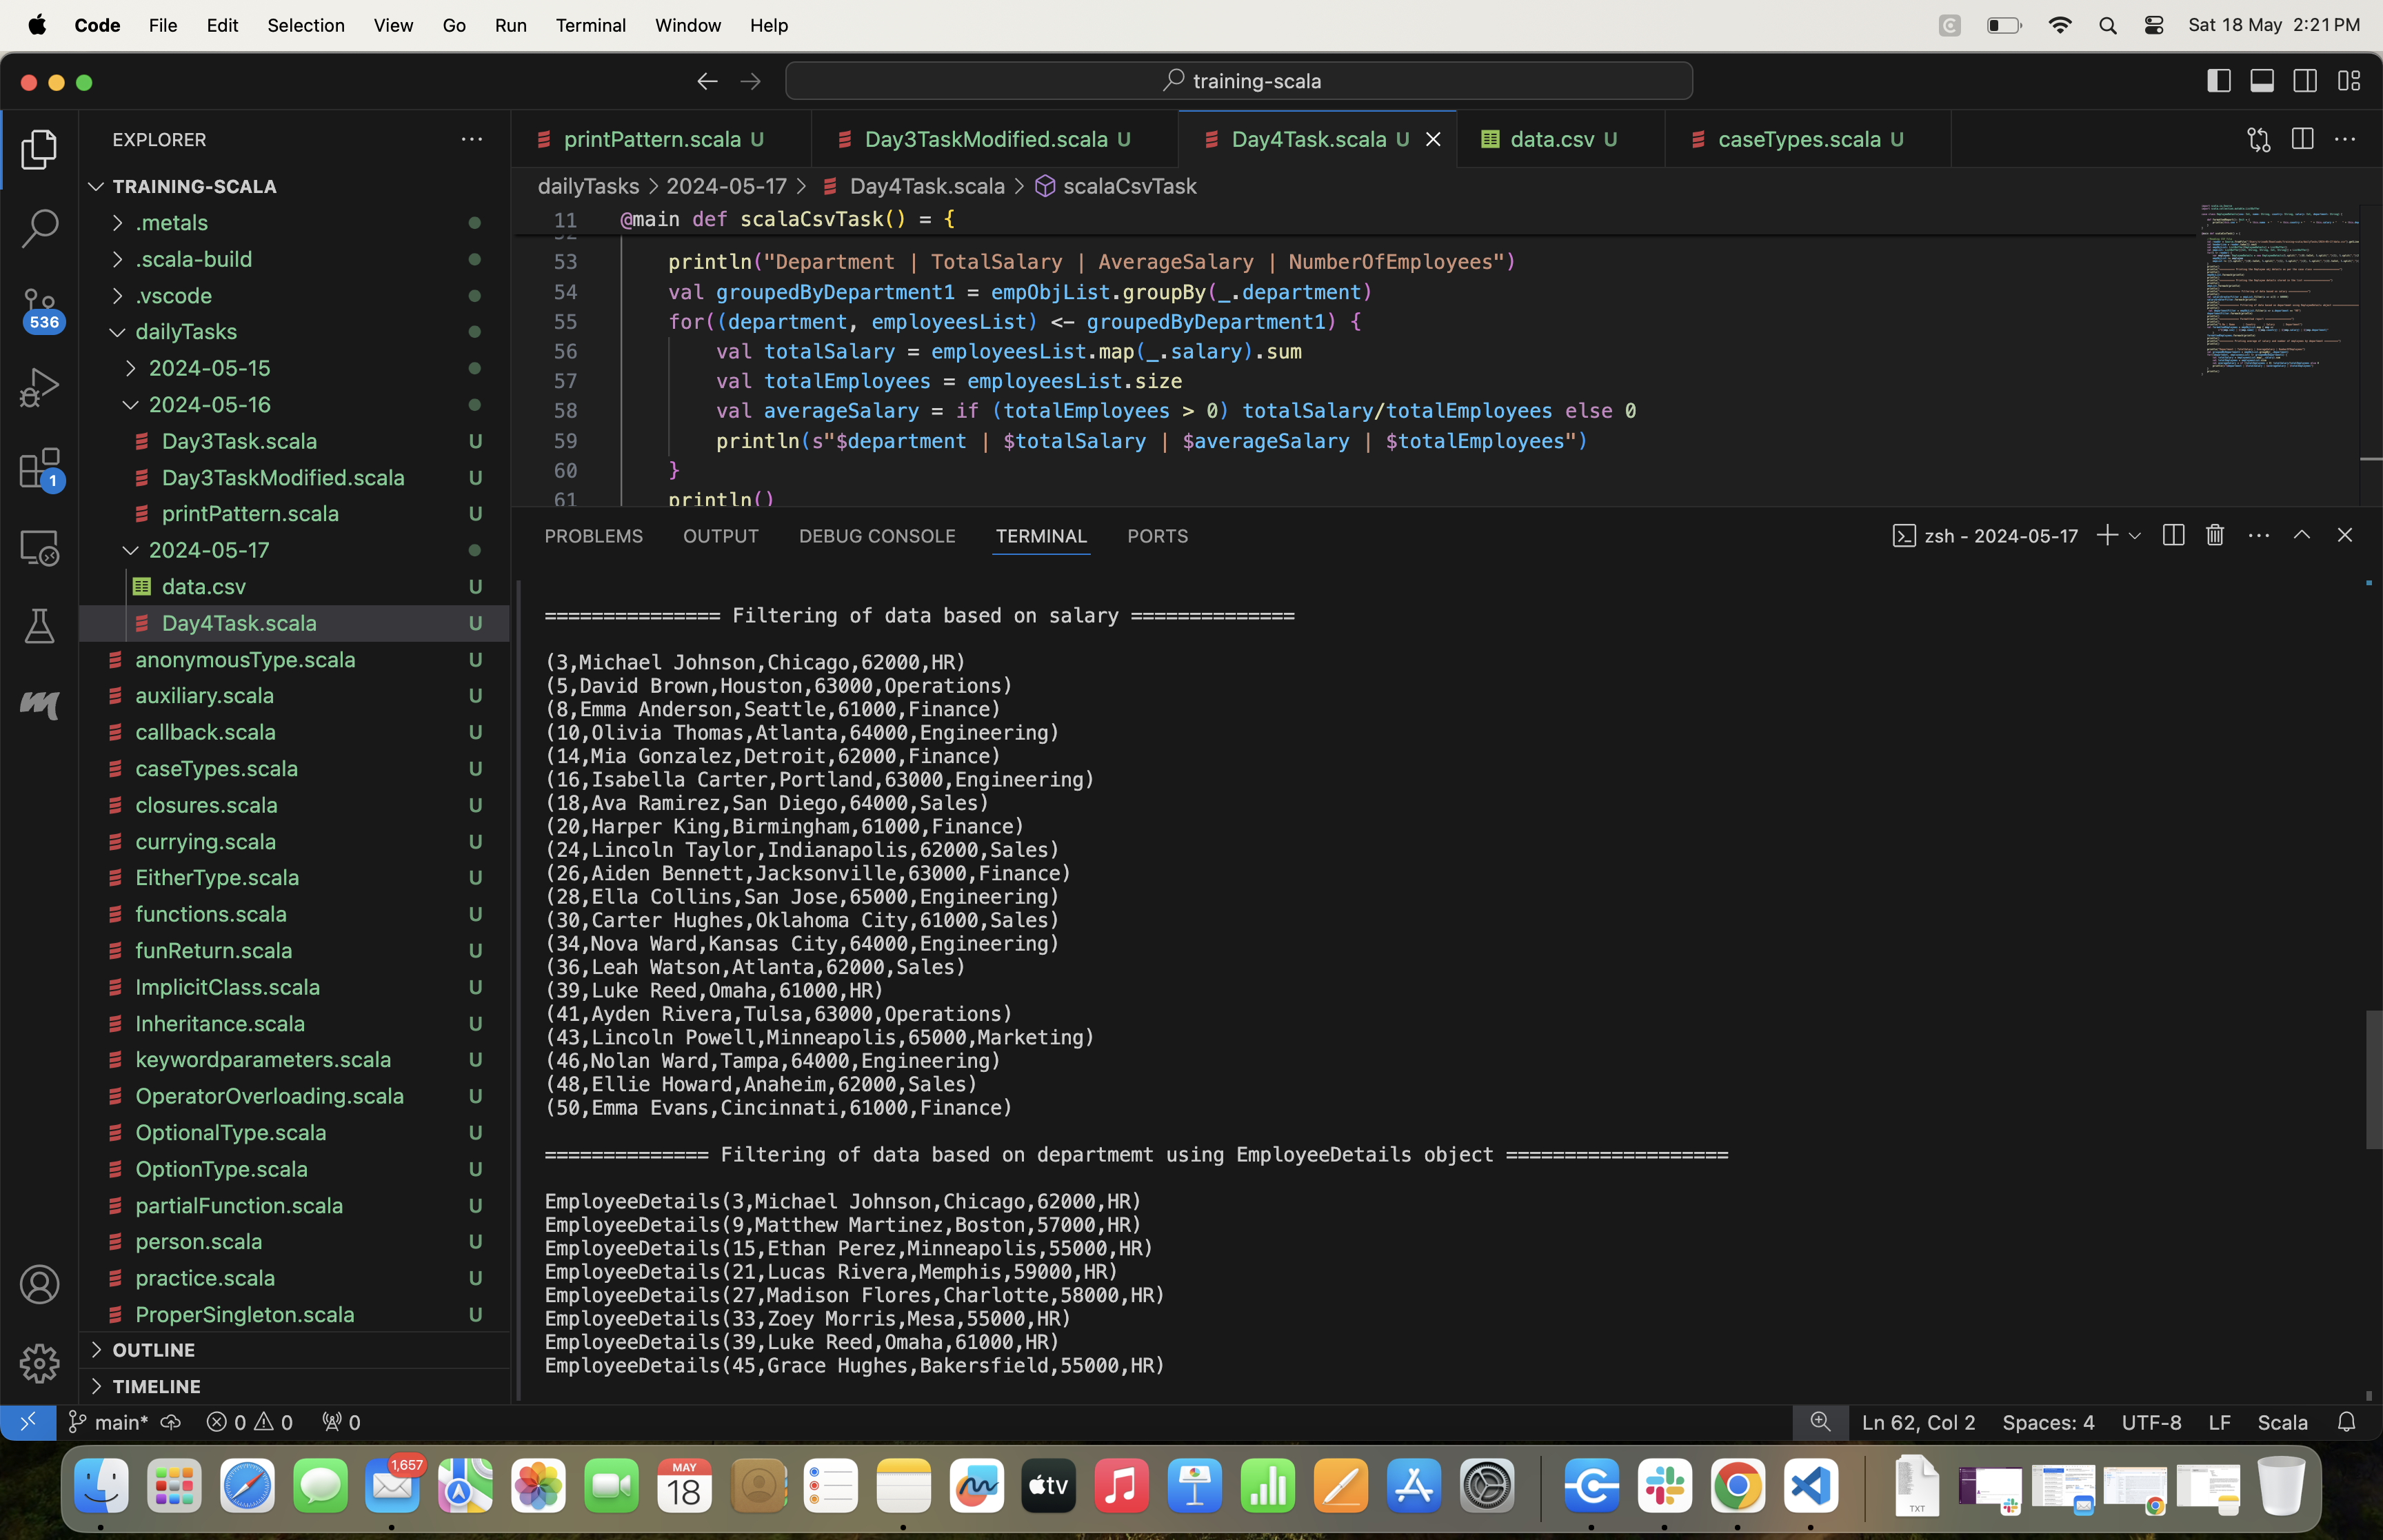 Code File Edit Selection View Go Run Terminal Window Help Sat 18 May 2:21 PM
training-scala
EXPLORER
TRAINING-SCALA
.metals
.scala-build
.vscode
dailyTasks
2024-05-15
2024-05-16
Day3Task.scala U
Day3TaskModified.scala U
printPattern.scala U
2024-05-17
data.csv U
Day4Task.scala U
anonymousType.scala U
auxiliary.scala U
callback.scala U
caseTypes.scala U
closures.scala U
currying.scala U
EitherType.scala U
functions.scala U
funReturn.scala U
ImplicitClass.scala U
Inheritance.scala U
keywordparameters.scala U
OperatorOverloading.scala U
OptionalType.scala U
OptionType.scala U
partialFunction.scala U
person.scala U
practice.scala U
ProperSingleton.scala U
OUTLINE
TIMELINE
536
1
printPattern.scala U Day3TaskModified.scala U Day4Task.scala U data.csv U caseTypes.scala U
dailyTasks > 2024-05-17 > Day4Task.scala > scalaCsvTask
11 @main def scalaCsvTask() = {
53 println("Department | TotalSalary | AverageSalary | NumberOfEmployees")
54 val groupedByDepartment1 = empObjList.groupBy(_.department)
55 for((department, employeesList) <- groupedByDepartment1) {
56 val totalSalary = employeesList.map(_.salary).sum
57 val totalEmployees = employeesList.size
58 val averageSalary = if (totalEmployees > 0) totalSalary/totalEmployees else 0
59 println(s"$department | $totalSalary | $averageSalary | $totalEmployees")
60 }
61 println()
PROBLEMS OUTPUT DEBUG CONSOLE TERMINAL PORTS zsh - 2024-05-17
=============== Filtering of data based on salary ==============
(3,Michael Johnson,Chicago,62000,HR)
(5,David Brown,Houston,63000,Operations)
(8,Emma Anderson,Seattle,61000,Finance)
(10,Olivia Thomas,Atlanta,64000,Engineering)
(14,Mia Gonzalez,Detroit,62000,Finance)
(16,Isabella Carter,Portland,63000,Engineering)
(18,Ava Ramirez,San Diego,64000,Sales)
(20,Harper King,Birmingham,61000,Finance)
(24,Lincoln Taylor,Indianapolis,62000,Sales)
(26,Aiden Bennett,Jacksonville,63000,Finance)
(28,Ella Collins,San Jose,65000,Engineering)
(30,Carter Hughes,Oklahoma City,61000,Sales)
(34,Nova Ward,Kansas City,64000,Engineering)
(36,Leah Watson,Atlanta,62000,Sales)
(39,Luke Reed,Omaha,61000,HR)
(41,Ayden Rivera,Tulsa,63000,Operations)
(43,Lincoln Powell,Minneapolis,65000,Marketing)
(46,Nolan Ward,Tampa,64000,Engineering)
(48,Ellie Howard,Anaheim,62000,Sales)
(50,Emma Evans,Cincinnati,61000,Finance)
============== Filtering of data based on departmemt using EmployeeDetails object ===================
EmployeeDetails(3,Michael Johnson,Chicago,62000,HR)
EmployeeDetails(9,Matthew Martinez,Boston,57000,HR)
EmployeeDetails(15,Ethan Perez,Minneapolis,55000,HR)
EmployeeDetails(21,Lucas Rivera,Memphis,59000,HR)
EmployeeDetails(27,Madison Flores,Charlotte,58000,HR)
EmployeeDetails(33,Zoey Morris,Mesa,55000,HR)
EmployeeDetails(39,Luke Reed,Omaha,61000,HR)
EmployeeDetails(45,Grace Hughes,Bakersfield,55000,HR)
main* 0 0 0 Ln 62, Col 2 Spaces: 4 UTF-8 LF Scala
1,657
MAY
18
tv
TXT